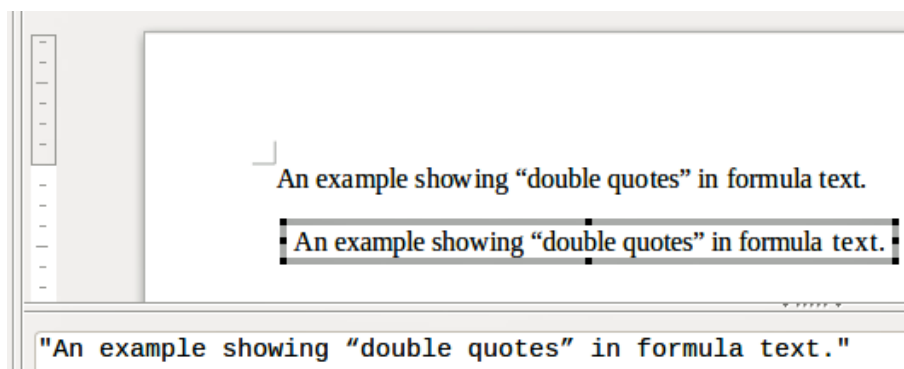 An example showing “double quotes” in formula text.
An example showing “double quotes” in formula text.
"An example showing “double quotes” in formula text."